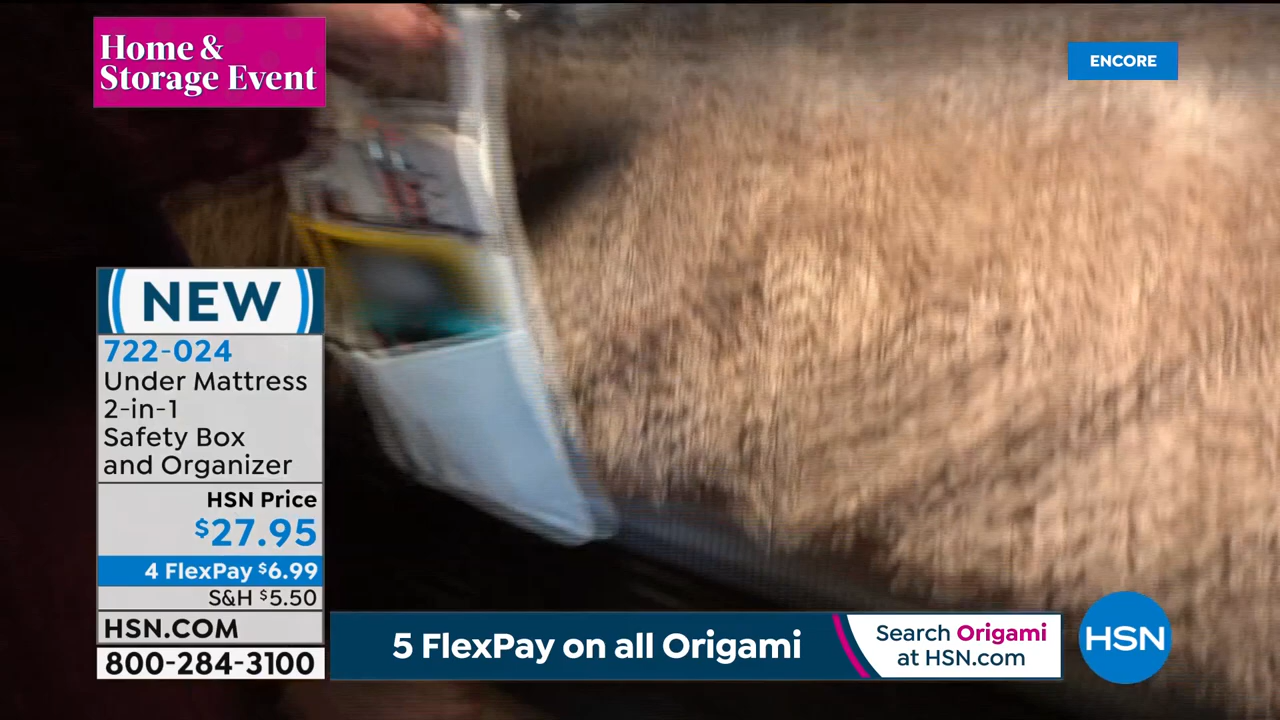 Home &
Storage Event
ENCORE
NEW
722-024
Under Mattress
2-in-1
Safety Box
and Organizer
HSN Price
$27.95
4 FlexPay $6.99
S&H $5.50
HSN.COM
800-284-3100
5 FlexPay on all Origami
Search Origami
at HSN.com
HSN